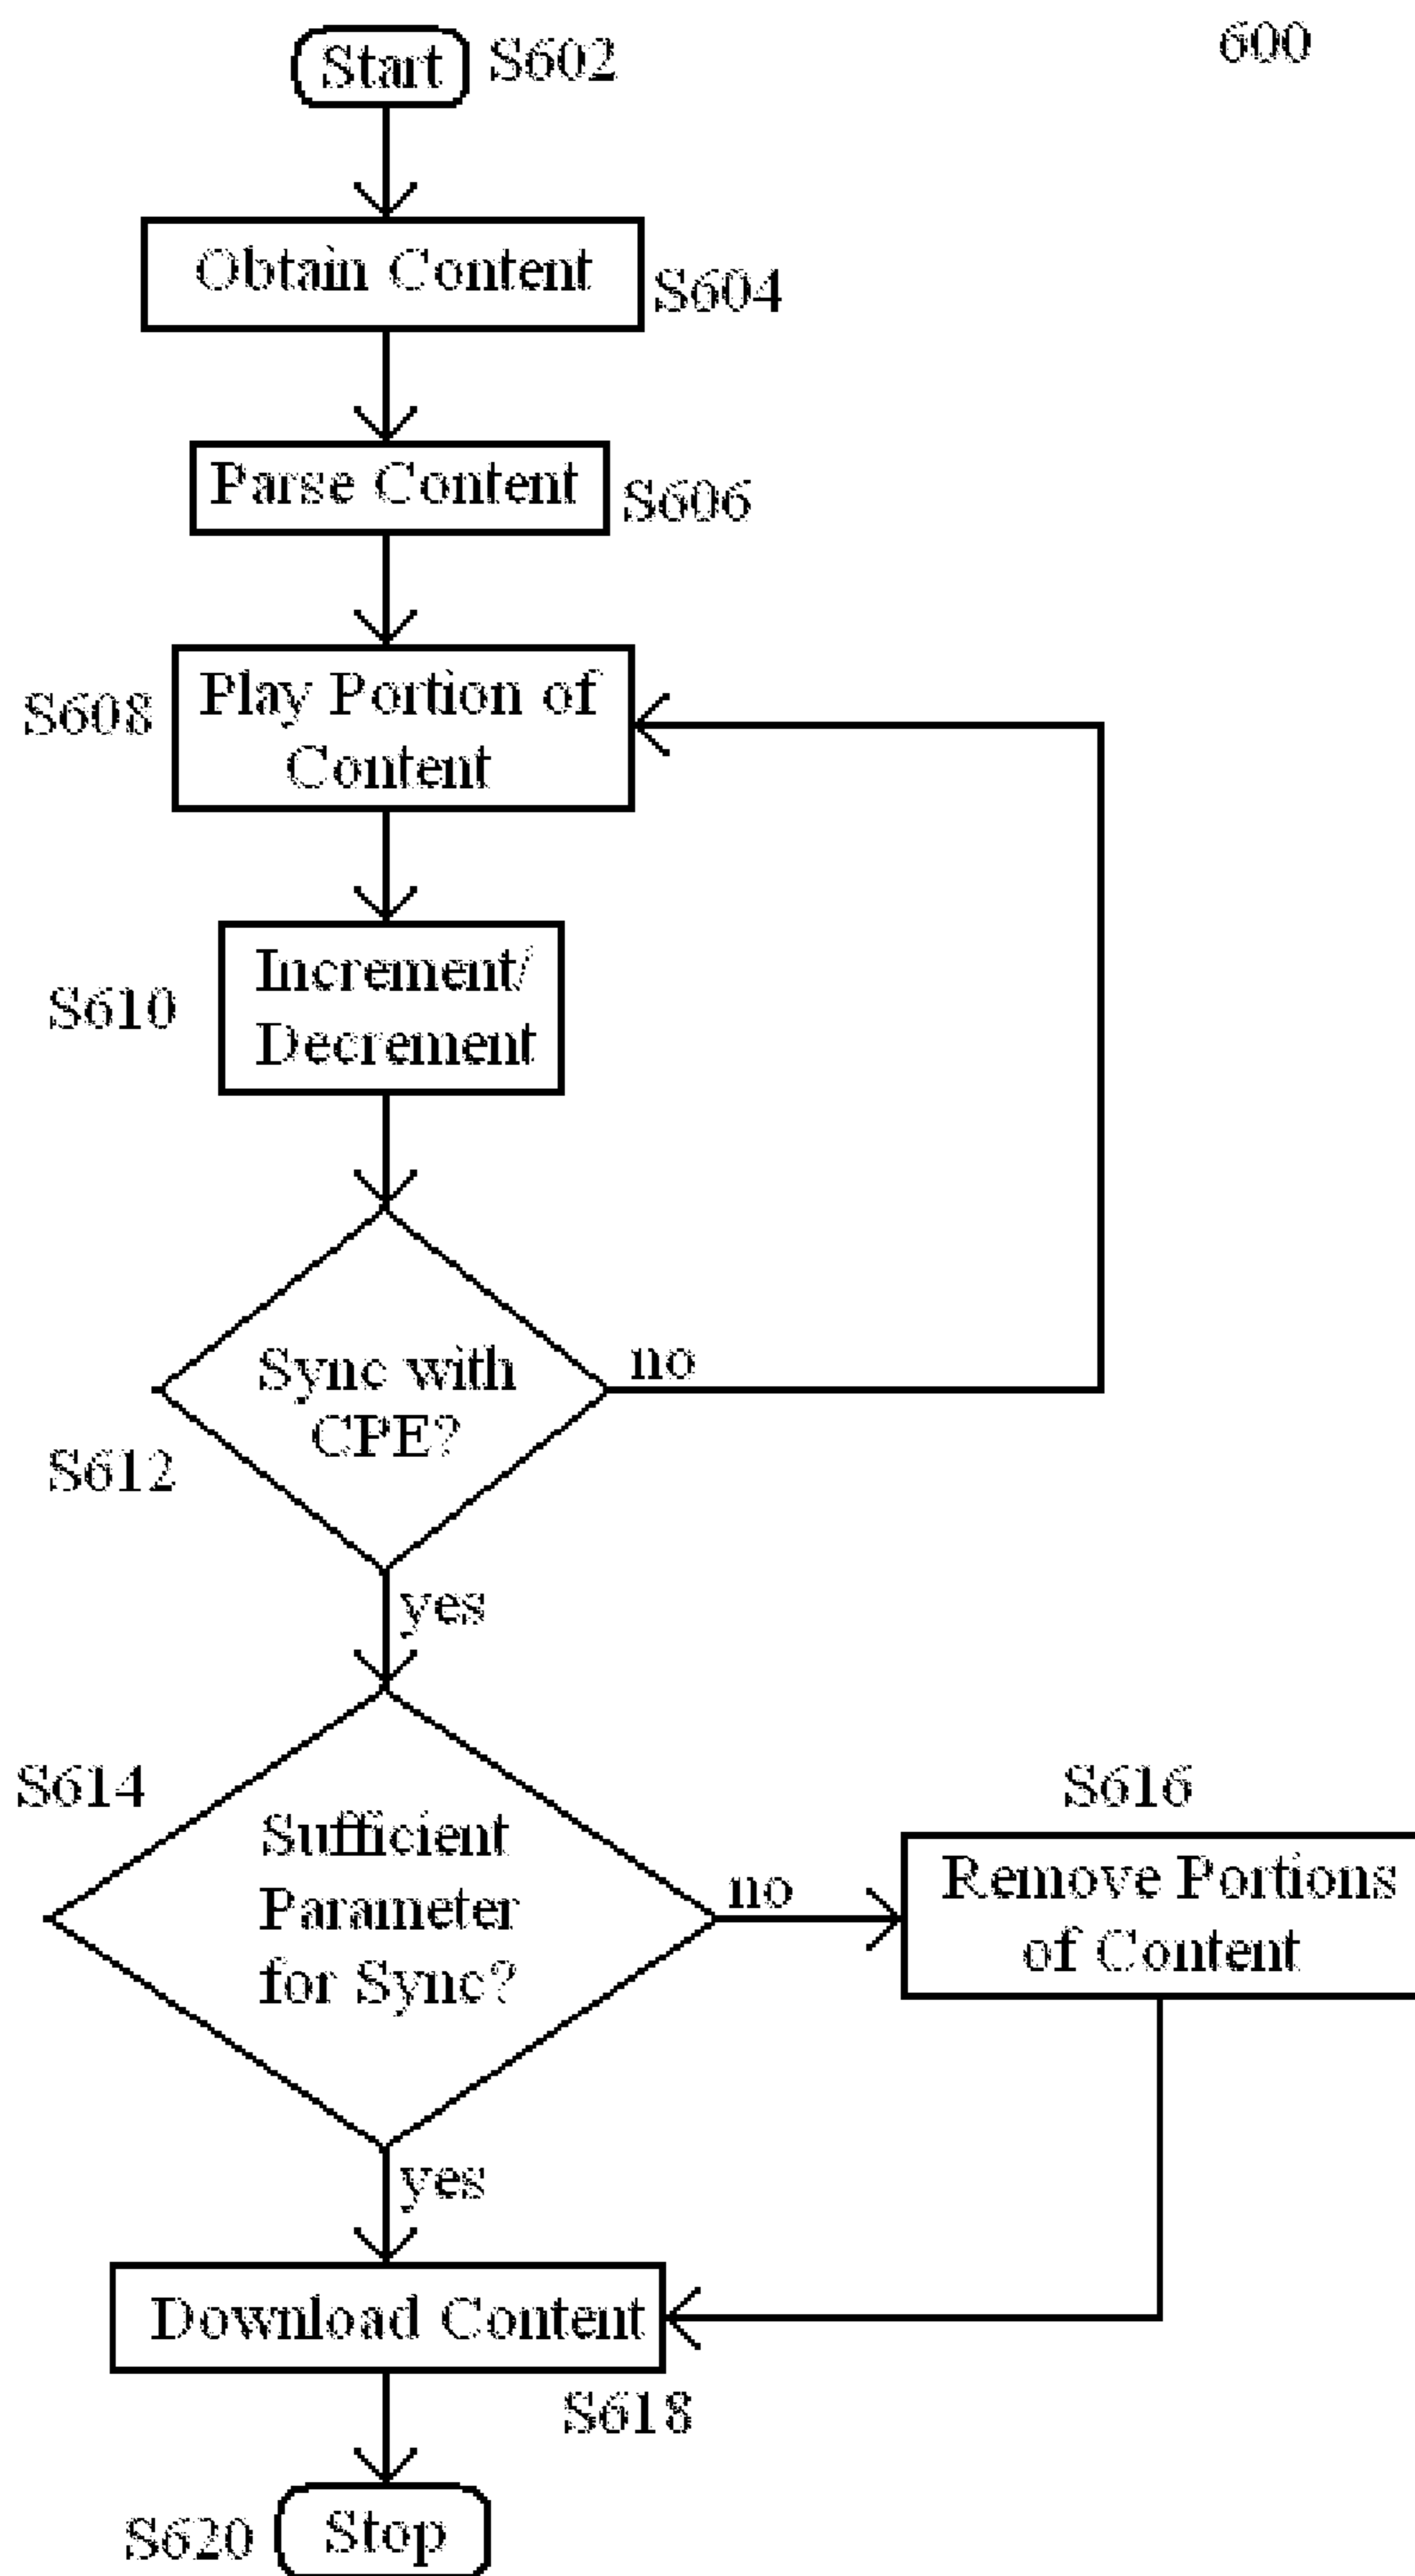 600
Start
S602
Obtain Content
S604
Parse Content
S606
S608
Play Portion of
Content
S610
Increment/
Decrement
Sync with
CPE?
no
S612
yes
S614
Sufficient
Parameter
for Sync?
no
S616
Remove Portions
of Content
yes
Download Content
S618
S620
Stop